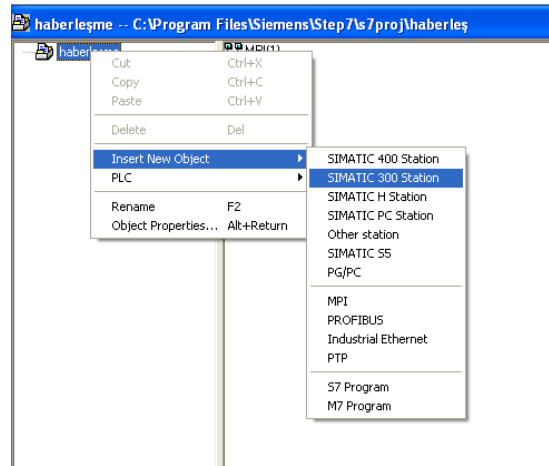 haberleşme -- C:\Program Files\Siemens\Step7\s7proj\haberleş
MPI(1)
Cut Ctrl+X
Copy Ctrl+C
Paste Ctrl+V
Delete Del
Insert New Object
PLC
Rename F2
Object Properties... Alt+Return
SIMATIC 400 Station
SIMATIC 300 Station
SIMATIC H Station
SIMATIC PC Station
Other station
SIMATIC S5
PG/PC
MPI
PROFIBUS
Industrial Ethernet
PTP
S7 Program
M7 Program